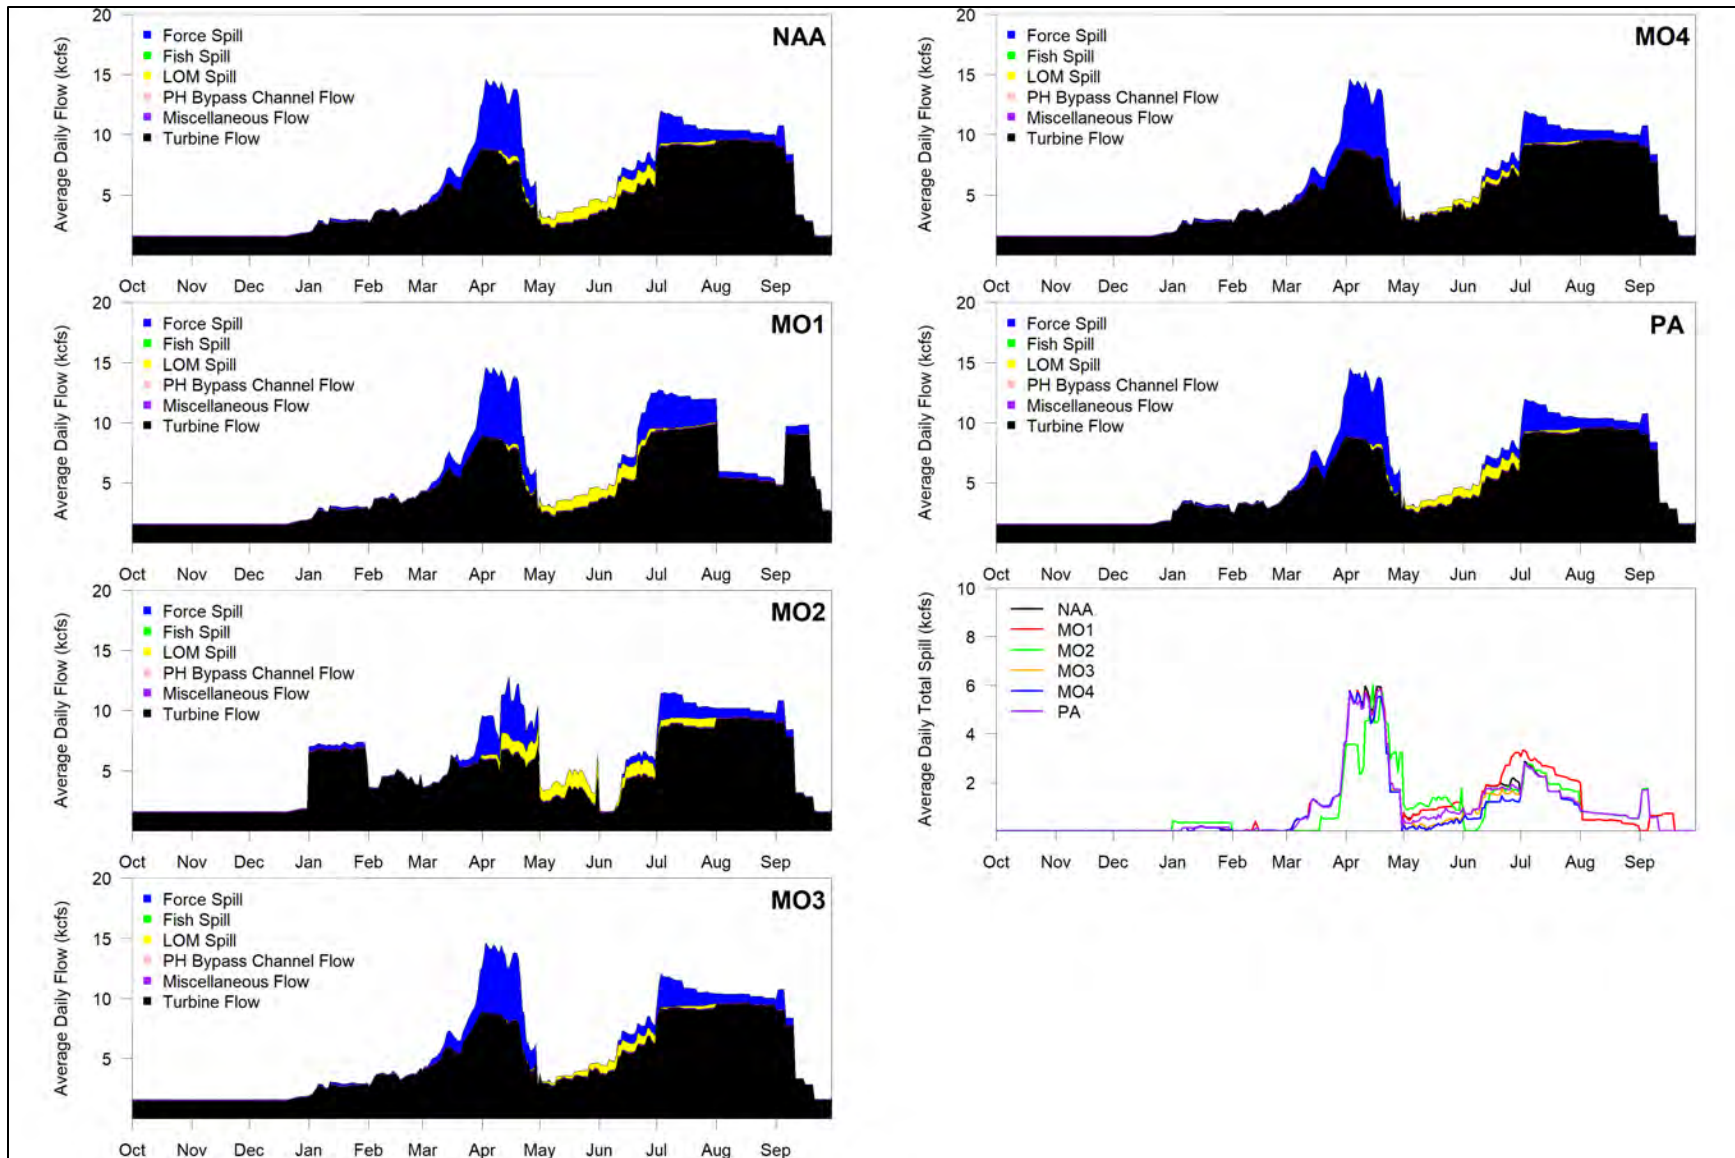 NAA
Force Spill
Fish Spill
LOM Spill
PH Bypass Channel Flow
Miscellaneous Flow
Turbine Flow
Average Daily Flow (kcfs)
20
15
10
5
Oct Nov Dec Jan Feb Mar Apr May Jun Jul Aug Sep
MO1
Force Spill
Fish Spill
LOM Spill
PH Bypass Channel Flow
Miscellaneous Flow
Turbine Flow
Average Daily Flow (kcfs)
20
15
10
5
Oct Nov Dec Jan Feb Mar Apr May Jun Jul Aug Sep
MO2
Force Spill
Fish Spill
LOM Spill
PH Bypass Channel Flow
Miscellaneous Flow
Turbine Flow
Average Daily Flow (kcfs)
20
15
10
5
Oct Nov Dec Jan Feb Mar Apr May Jun Jul Aug Sep
MO3
Force Spill
Fish Spill
LOM Spill
PH Bypass Channel Flow
Miscellaneous Flow
Turbine Flow
Average Daily Flow (kcfs)
20
15
10
5
Oct Nov Dec Jan Feb Mar Apr May Jun Jul Aug Sep
MO4
Force Spill
Fish Spill
LOM Spill
PH Bypass Channel Flow
Miscellaneous Flow
Turbine Flow
Average Daily Flow (kcfs)
20
15
10
5
Oct Nov Dec Jan Feb Mar Apr May Jun Jul Aug Sep
PA
Force Spill
Fish Spill
LOM Spill
PH Bypass Channel Flow
Miscellaneous Flow
Turbine Flow
Average Daily Flow (kcfs)
20
15
10
5
Oct Nov Dec Jan Feb Mar Apr May Jun Jul Aug Sep
NAA
MO1
MO2
MO3
MO4
PA
Average Daily Total Spill (kcfs)
10
8
6
4
2
Oct Nov Dec Jan Feb Mar Apr May Jun Jul Aug Sep